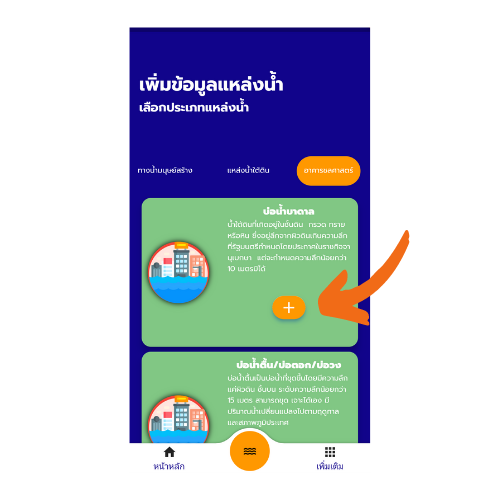 เพิ่มข้อมูลแหล่งน้ำ
เลือกประเภทแหล่งน้ำ
ทางน้ำมนุษย์สร้าง
แหล่งน้ำใต้ดิน
อาคารชลศาสตร์
บ่อน้ำบาดาล
น้ำใต้ดินที่เกิดอยู่ในชั้นดิน กรวด ทราย
หรือหิน ซึ่งอยู่ลึกจากผิวดินเกินความลึก
ที่รัฐมนตรีกำหนดโดยประกาศในราชกิจจา
นุเบกษา แต่จะกำหนดความลึกน้อยกว่า
10 เมตรมิได้
บ่อน้ำตื้น/บ่อตอก/บ่อวง
บ่อน้ำตื้นเป็นบ่อน้ำที่ขุดขึ้นโดยมีความลึก
แค่ผิวดิน ชั้นบน ระดับความลึกน้อยกว่า
15 เมตร สามารถขุด เจาะได้เอง มี
ปริมาณน้ำเปลี่ยนแปลงไปตามฤดูกาล
และสภาพภูมิประเทศ
หน้าหลัก
เพิ่มเติม